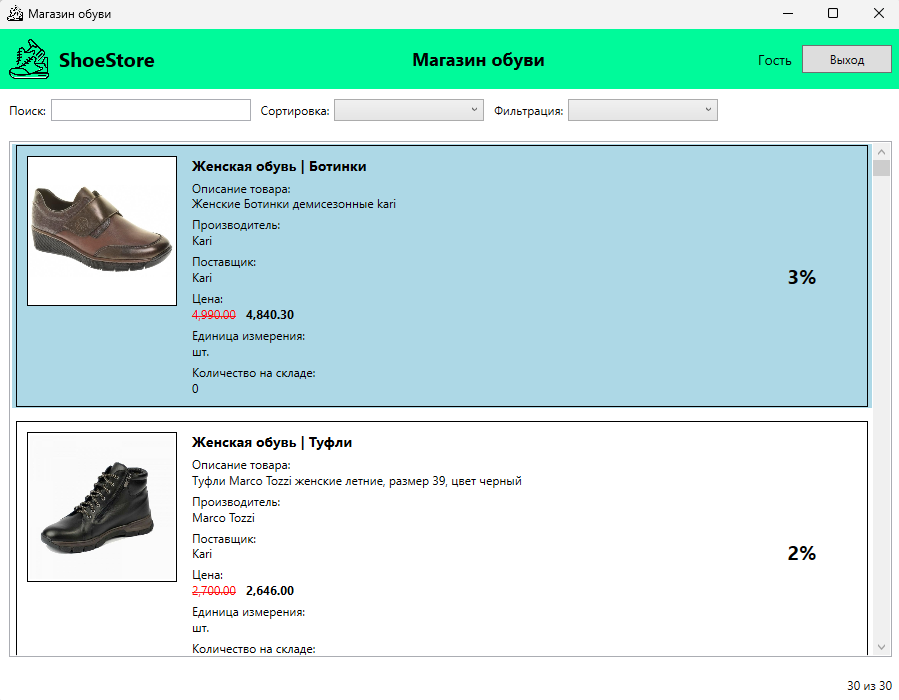 Магазин обуви
ShoeStore
Магазин обуви
Гость
Выход
Поиск:
Сортировка:
Фильтрация:
Женская обувь | Ботинки
Описание товара:
Женские Ботинки демисезонные kari
Производитель:
Kari
Поставщик:
Kari
Цена:
4,990.00 4,840.30
Единица измерения:
шт.
Количество на складе:
0
3%
Женская обувь | Туфли
Описание товара:
Туфли Marco Tozzi женские летние, размер 39, цвет черный
Производитель:
Marco Tozzi
Поставщик:
Kari
Цена:
2,700.00 2,646.00
Единица измерения:
шт.
Количество на складе:
2%
30 из 30